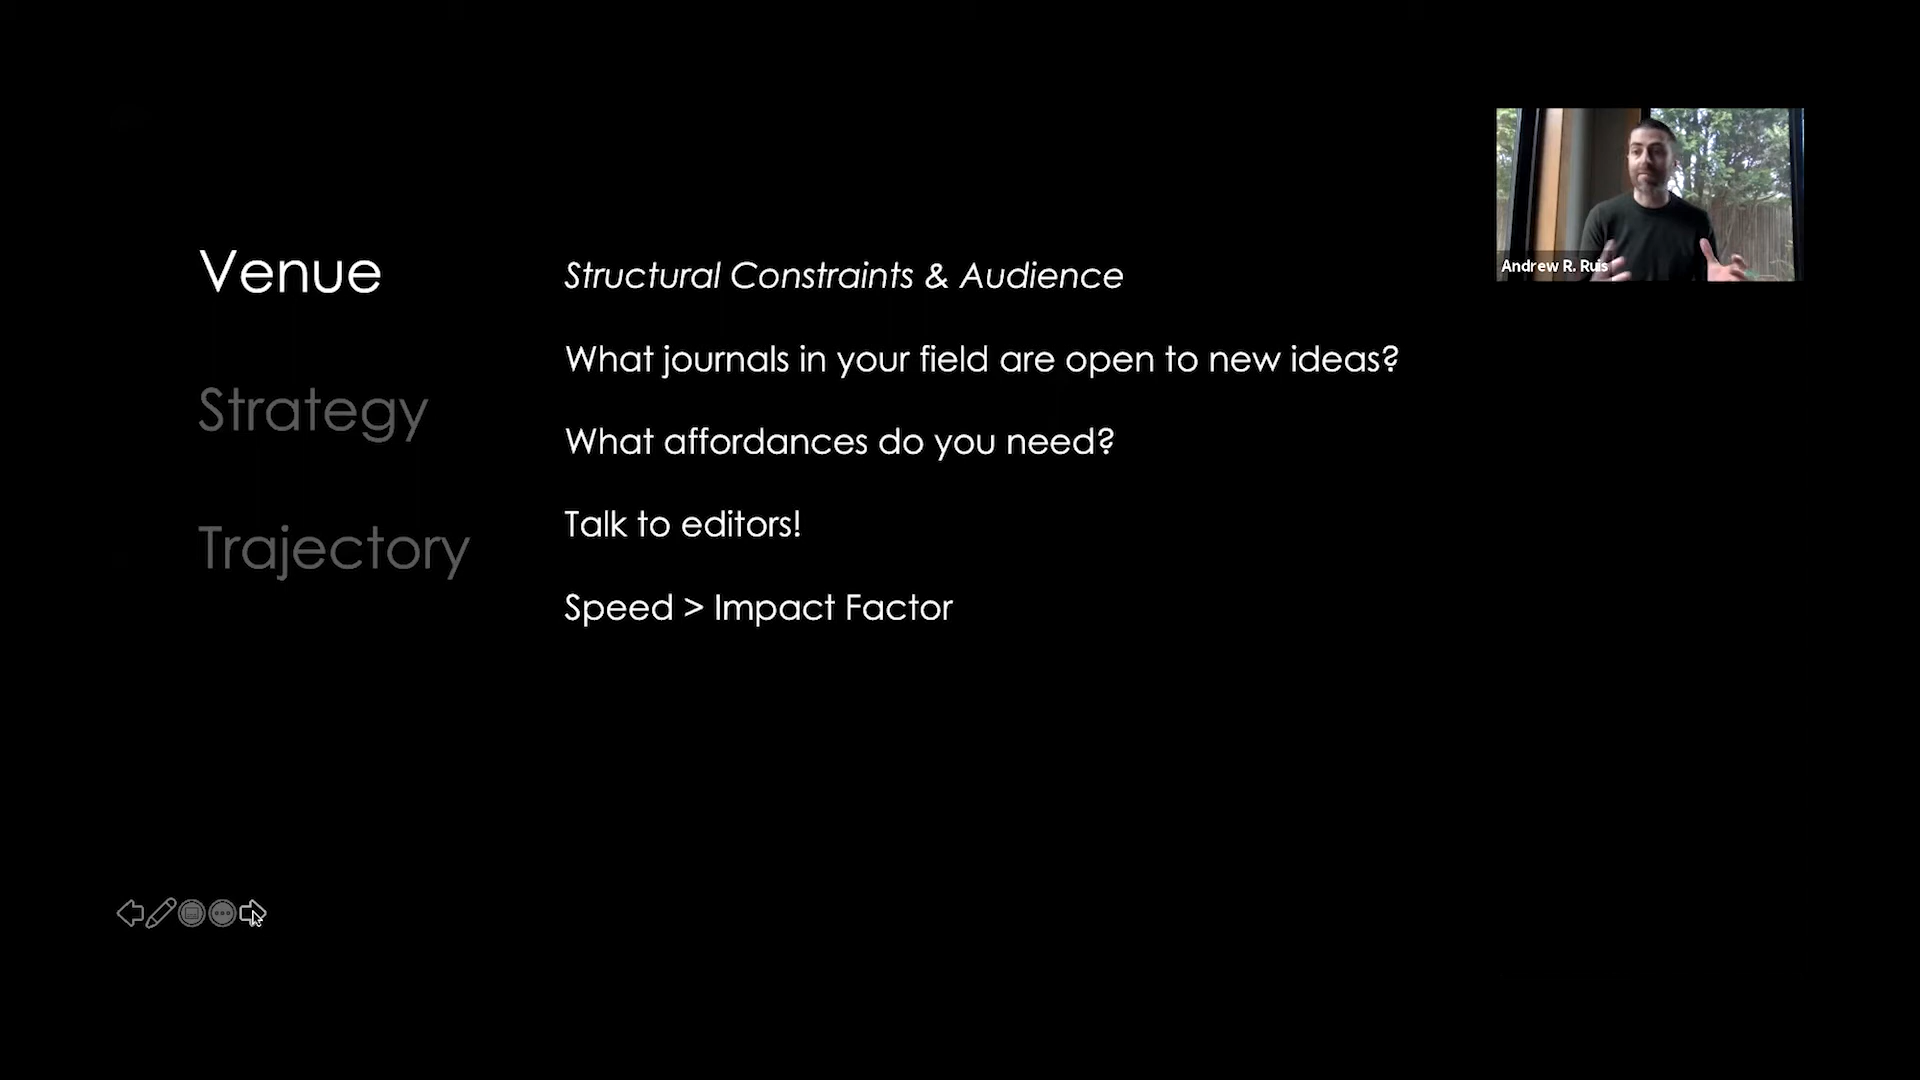 Venue
Strategy
Trajectory
Structural Constraints & Audience
What journals in your field are open to new ideas?
What affordances do you need?
Talk to editors!
Speed > Impact Factor
Andrew R. Ruis